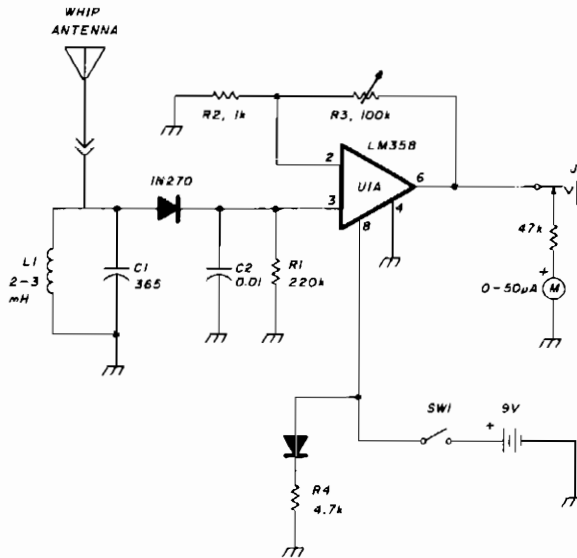 WHIP
ANTENNA
R2, 1k
R3, 100k
LM358
2
U1A
6
J
1N270
3
4
8
47k
L1
2-3
mH
C1
365
C2
0.01
R1
220k
+
M
0-50µA
SW1
+
9V
R4
4.7k